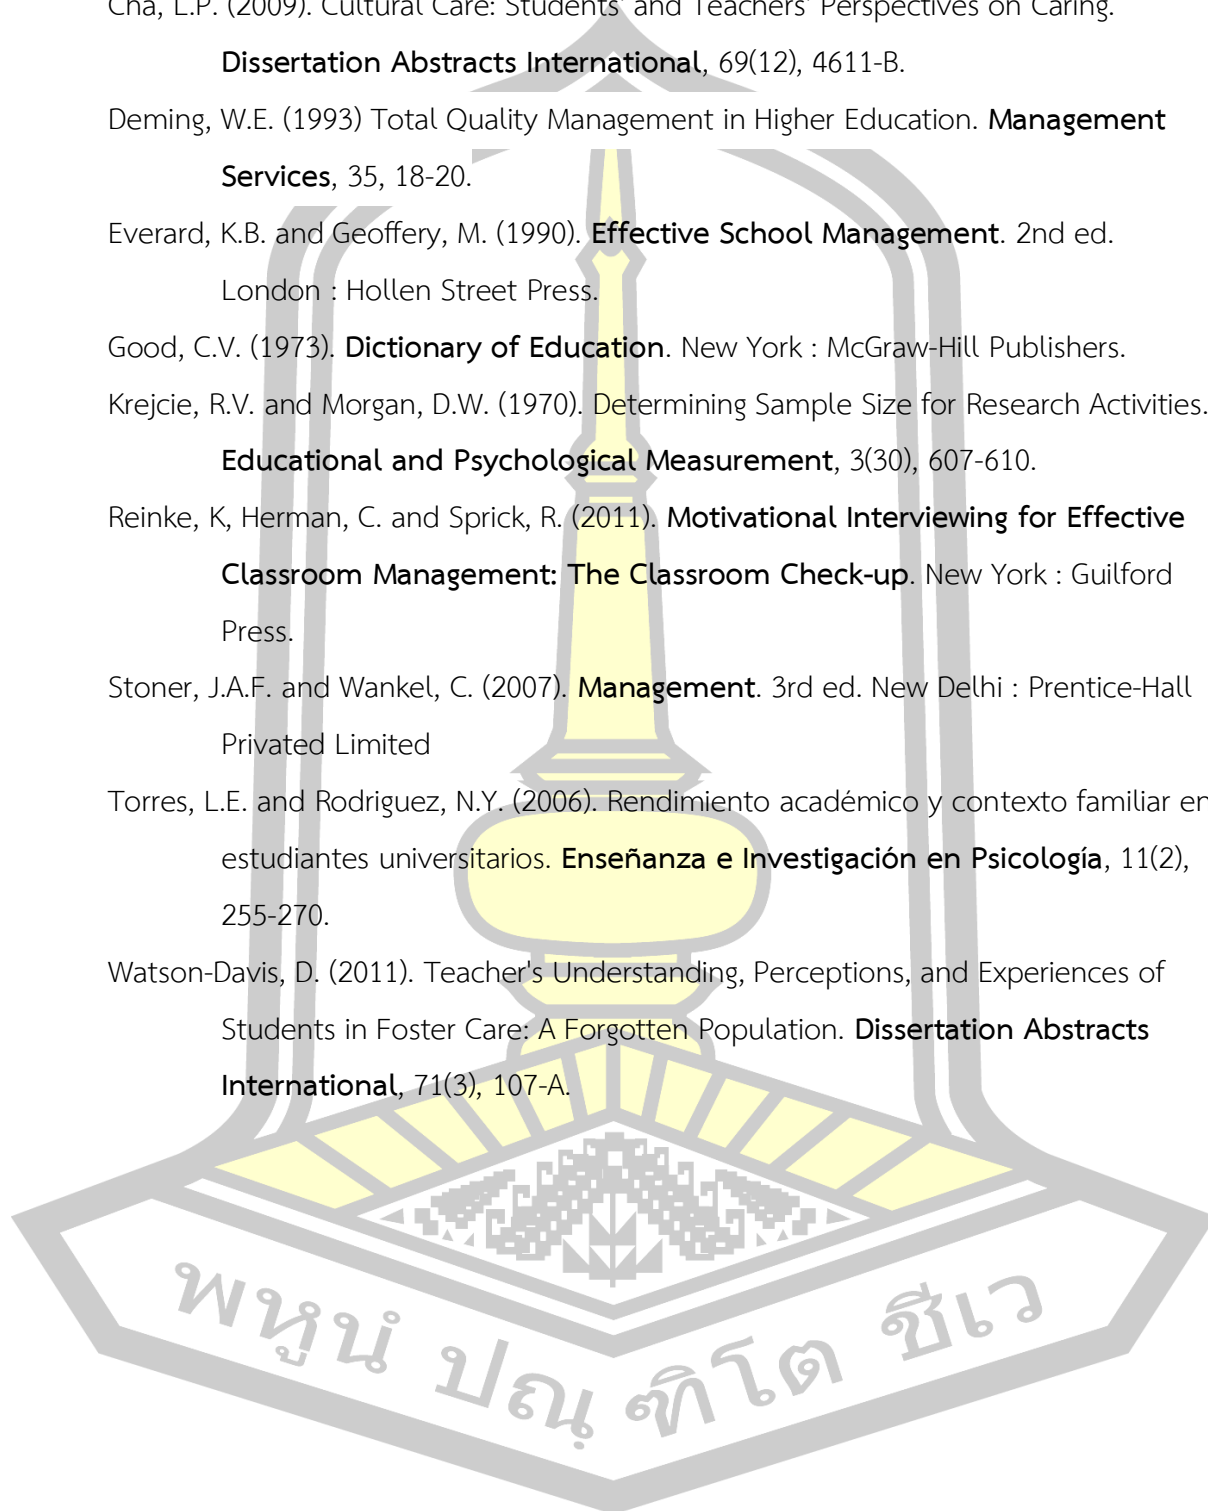 Cha, L.P. (2009). Cultural Care: Students' and Teachers' Perspectives on Caring.
Dissertation Abstracts International, 69(12), 4611-B.
Deming, W.E. (1993) Total Quality Management in Higher Education. Management
Services, 35, 18-20.
Everard, K.B. and Geoffery, M. (1990). Effective School Management. 2nd ed.
London : Hollen Street Press.
Good, C.V. (1973). Dictionary of Education. New York : McGraw-Hill Publishers.
Krejcie, R.V. and Morgan, D.W. (1970). Determining Sample Size for Research Activities.
Educational and Psychological Measurement, 3(30), 607-610.
Reinke, K, Herman, C. and Sprick, R. (2011). Motivational Interviewing for Effective
Classroom Management: The Classroom Check-up. New York : Guilford
Press.
Stoner, J.A.F. and Wankel, C. (2007). Management. 3rd ed. New Delhi : Prentice-Hall
Privated Limited
Torres, L.E. and Rodriguez, N.Y. (2006). Rendimiento académico y contexto familiar en
estudiantes universitarios. Enseñanza e Investigación en Psicología, 11(2),
255-270.
Watson-Davis, D. (2011). Teacher's Understanding, Perceptions, and Experiences of
Students in Foster Care: A Forgotten Population. Dissertation Abstracts
International, 71(3), 107-A.
พหูนํ ปณฺฑิโต ชีเว